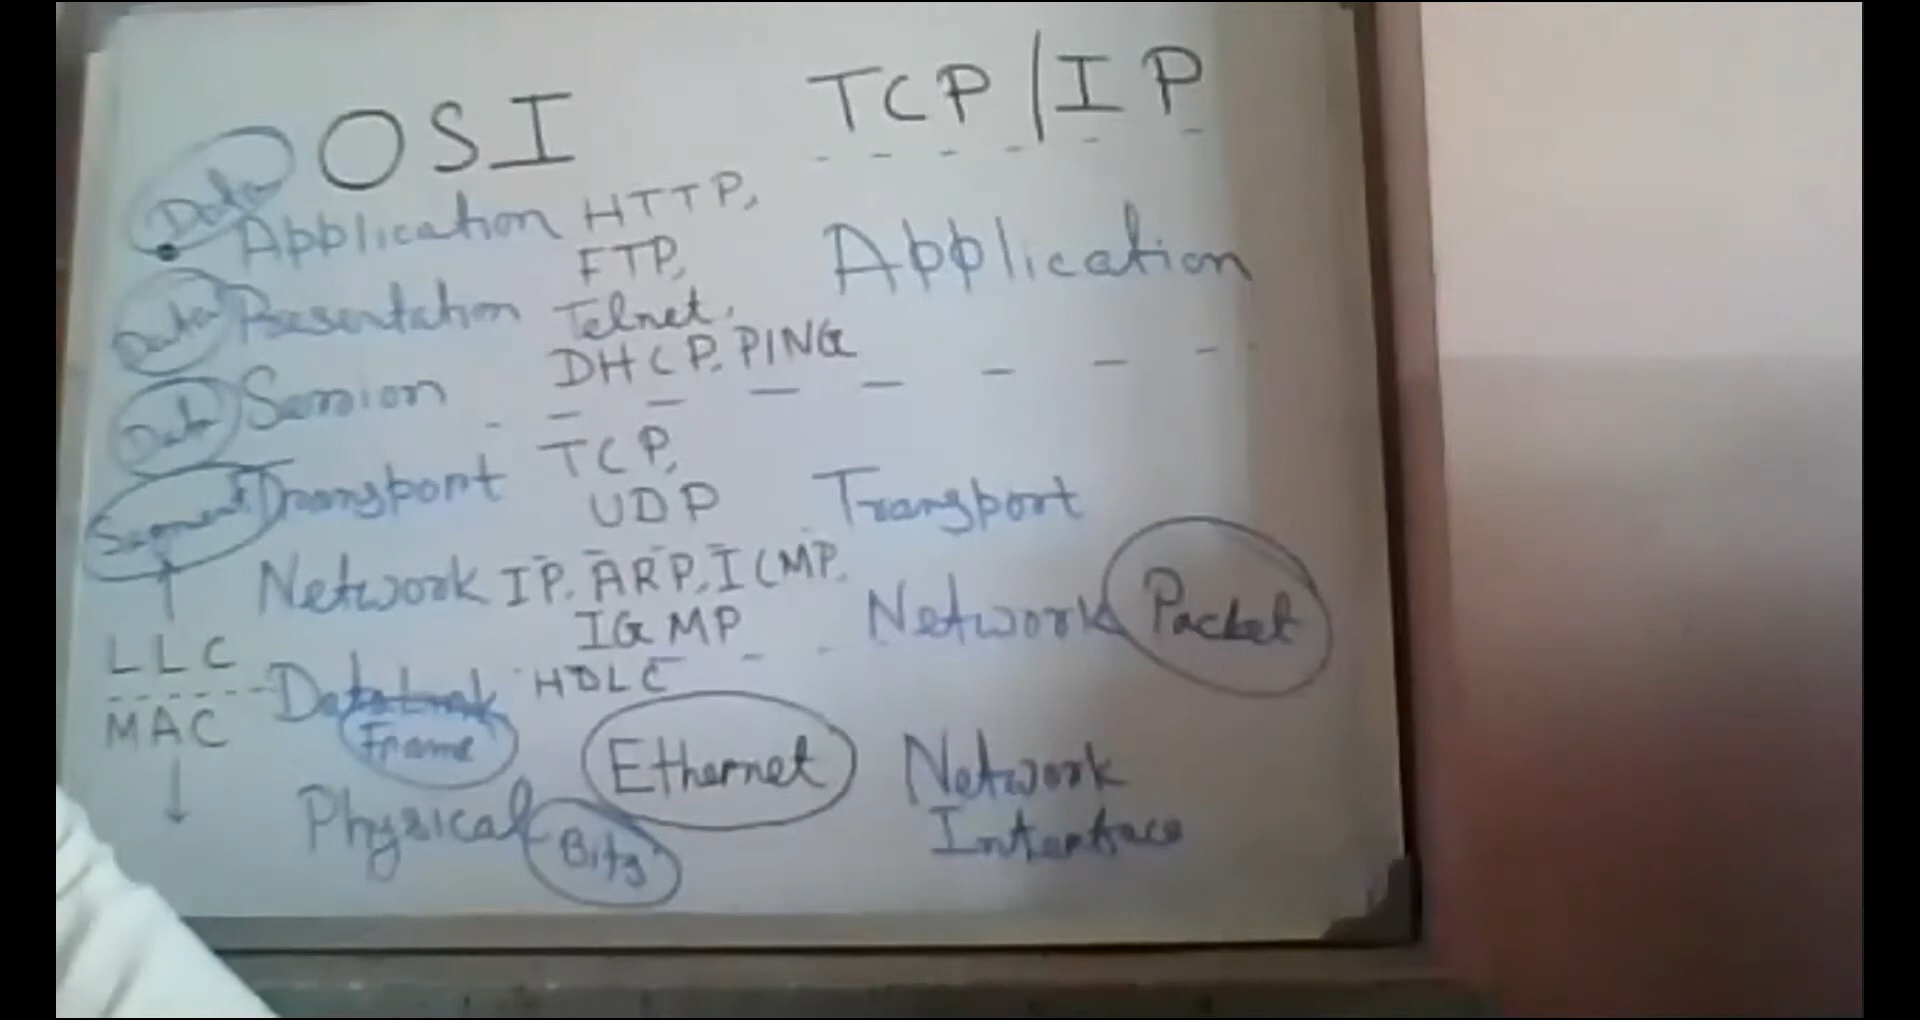 OSI TCP/IP
Data
Application HTTP,
FTP, Application
Data Presentation Telnet,
DHCP, PING
Data Session
TCP,
Segment Transport UDP Transport
Network IP, ARP, ICMP, Network Packet
IGMP
LLC
Datalink HDLC
MAC
Frame Ethernet Network
Physical Bits Interface